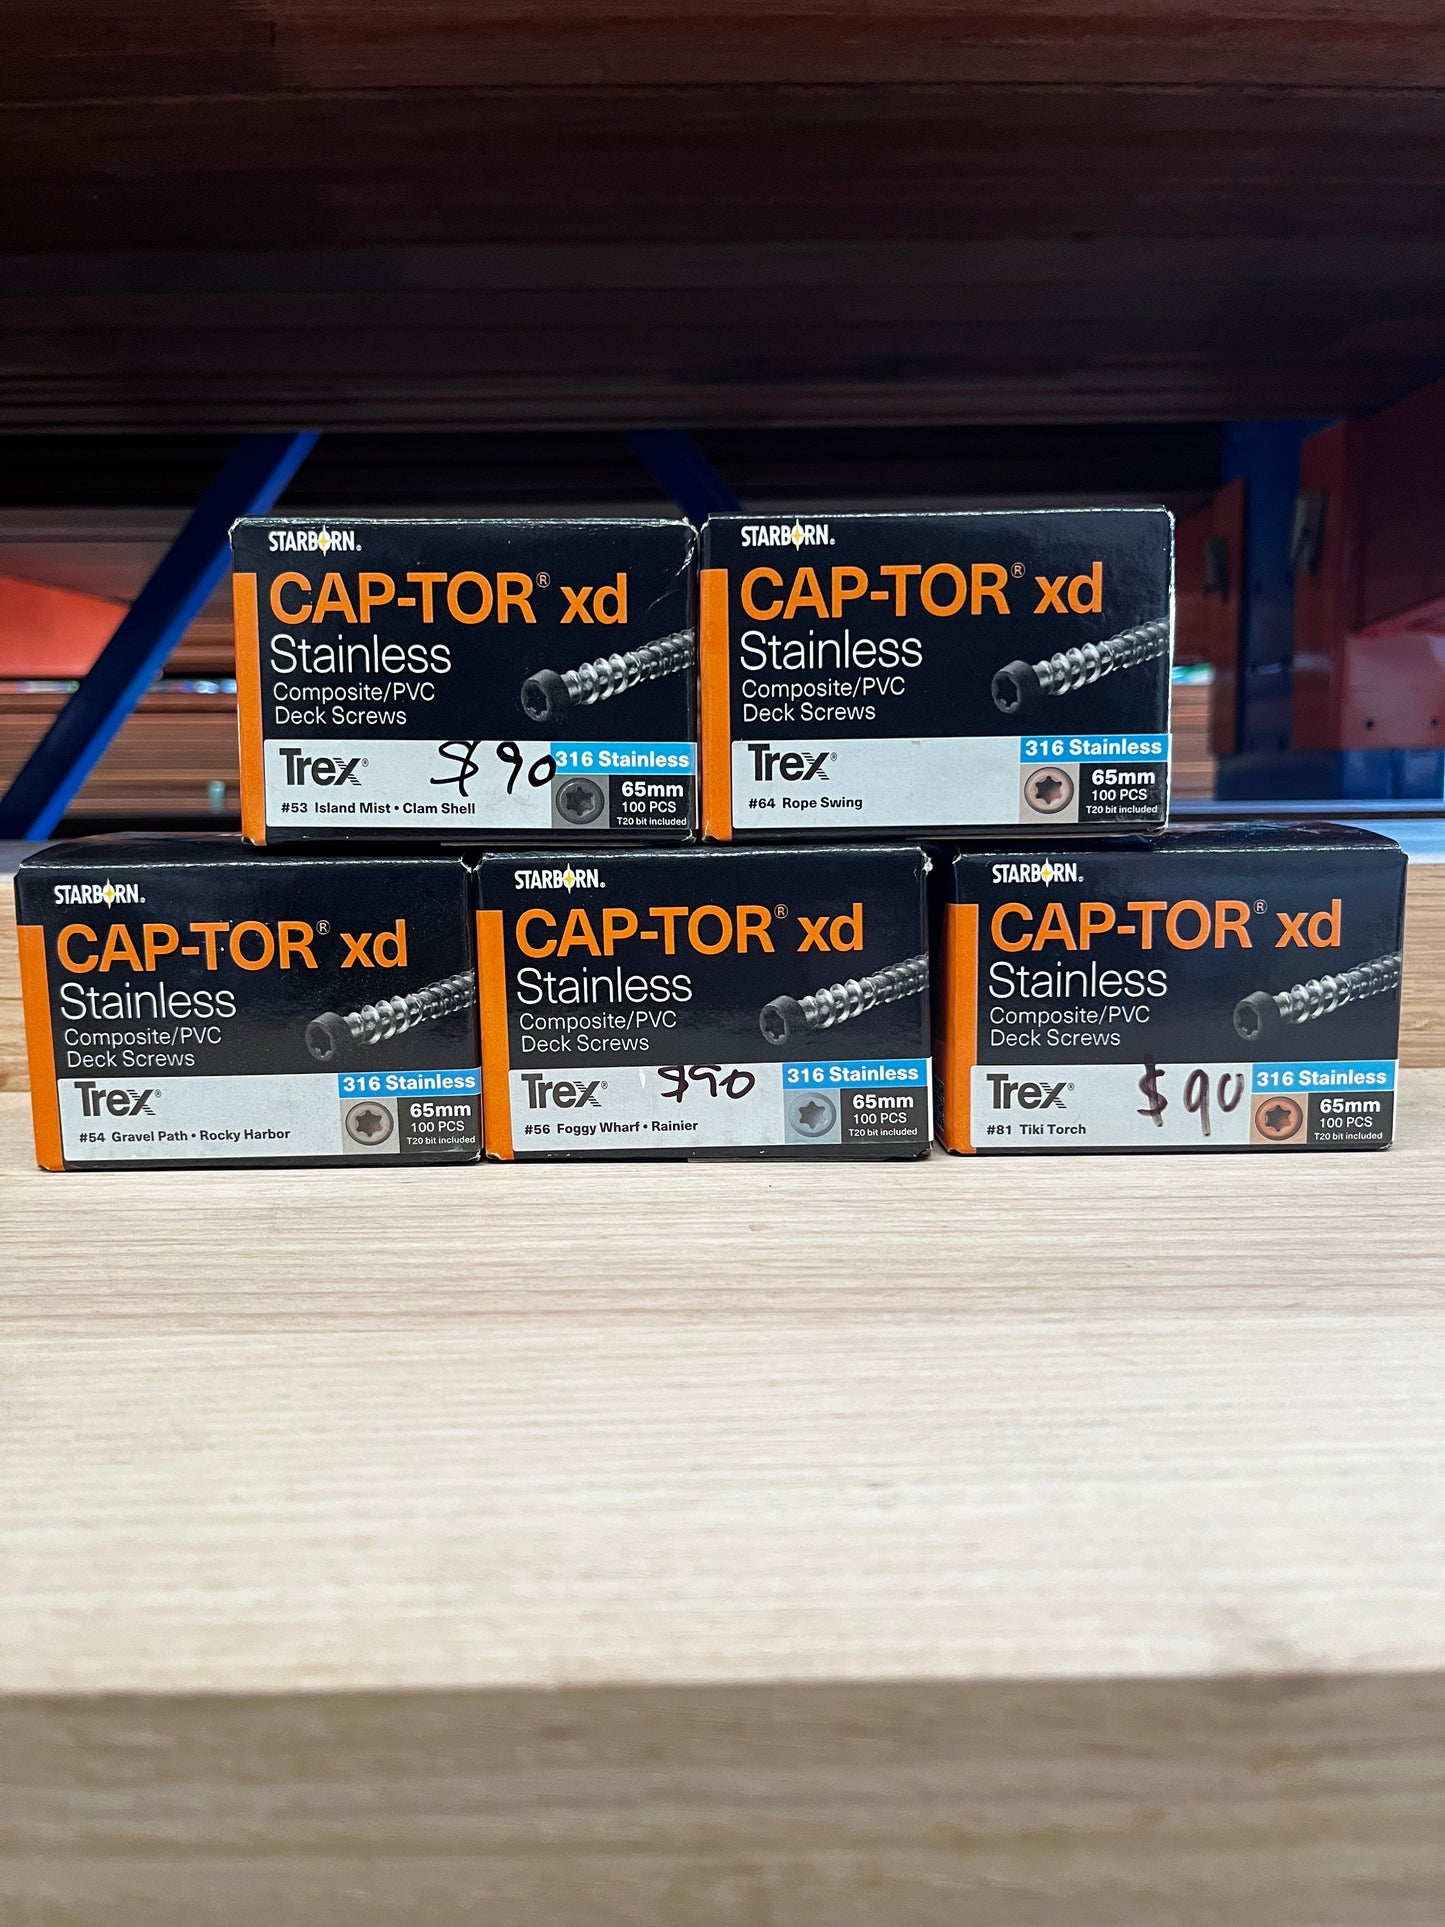 STARBORN®
CAP-TOR® xd
Stainless
Composite/PVC
Deck Screws
Trex®
$90
316 Stainless
#53 Island Mist • Clam Shell
65mm
100 PCS
T20 bit included
STARBORN®
CAP-TOR® xd
Stainless
Composite/PVC
Deck Screws
Trex®
316 Stainless
#64 Rope Swing
65mm
100 PCS
T20 bit included
STARBORN®
CAP-TOR® xd
Stainless
Composite/PVC
Deck Screws
Trex®
316 Stainless
#54 Gravel Path • Rocky Harbor
65mm
100 PCS
T20 bit included
STARBORN®
CAP-TOR® xd
Stainless
Composite/PVC
Deck Screws
Trex®
$90
316 Stainless
#56 Foggy Wharf • Rainier
65mm
100 PCS
T20 bit included
STARBORN®
CAP-TOR® xd
Stainless
Composite/PVC
Deck Screws
Trex®
$90
316 Stainless
#81 Tiki Torch
65mm
100 PCS
T20 bit included